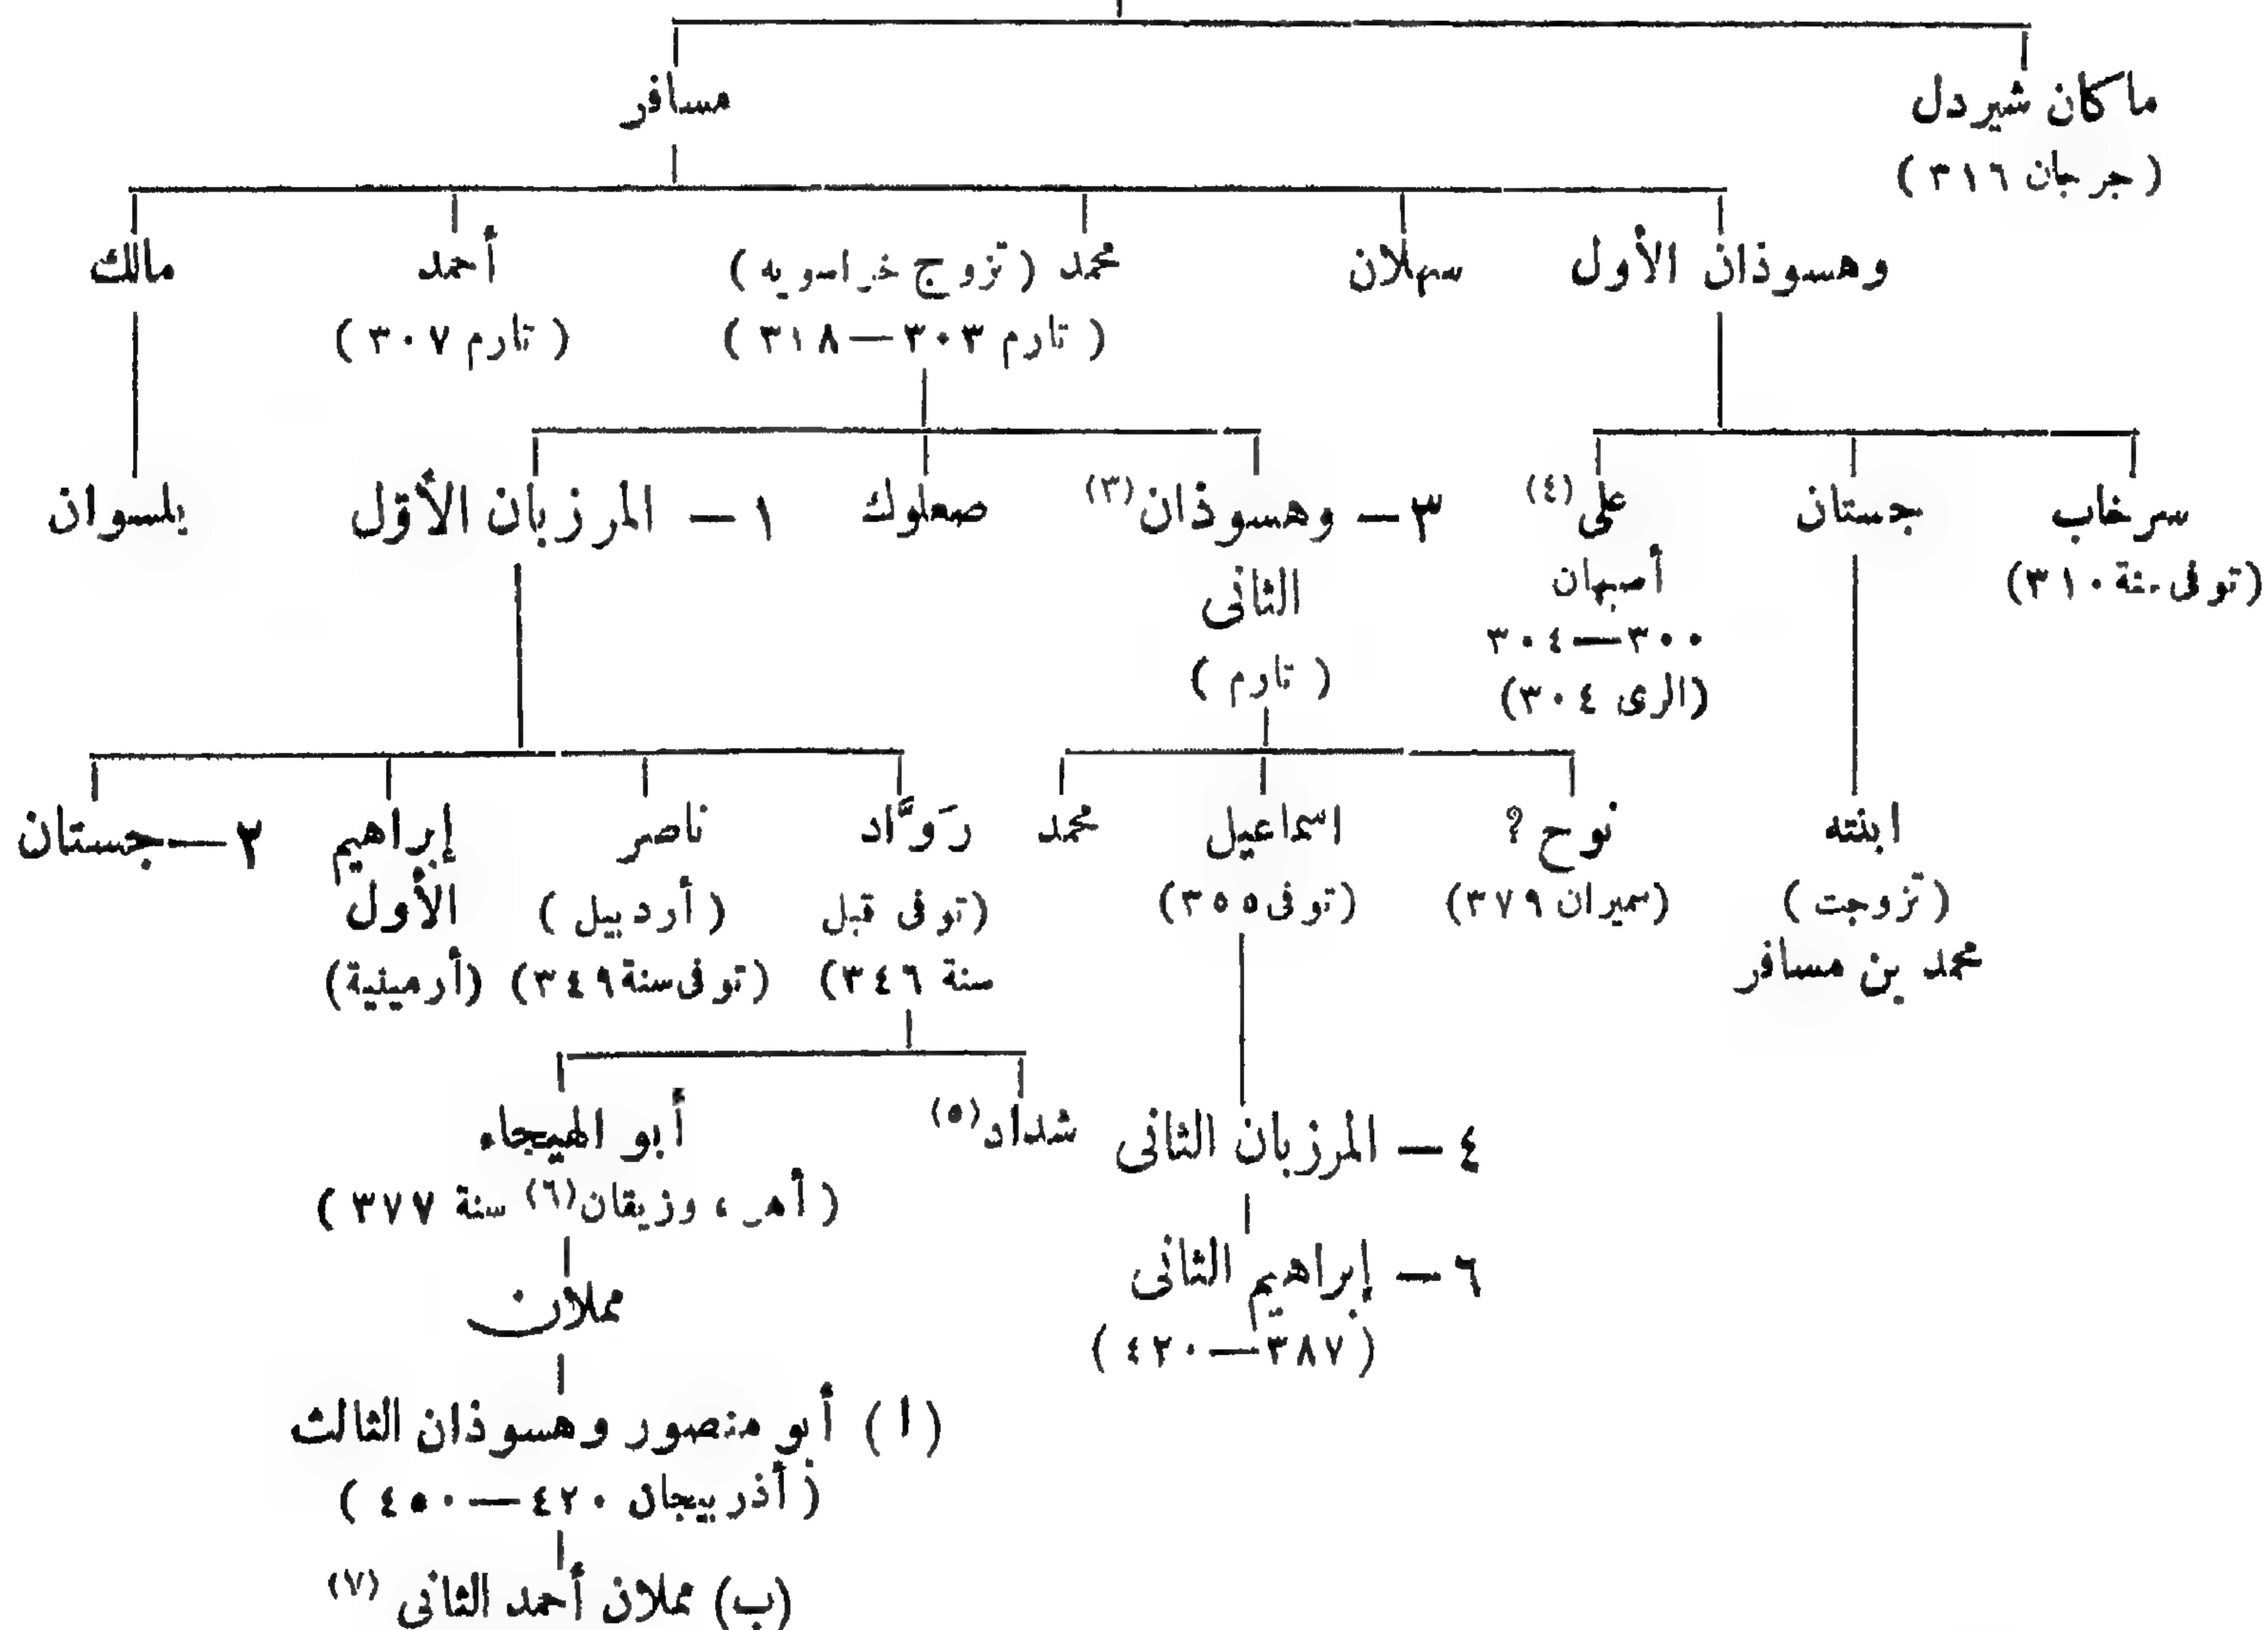 ماكان شيردل
مسافر
(جرجان ٣١٦)
وهسوذان الأول
سهلان
محمد (تزوج خراسويه)
أحمد
مالك
(تارم ٣٠٣—٣١٨)
(تارم ٣٠٧)
سرخاب
جستان
على (٤)
٣ — وهسوذان (٣)
صعلوك
١ — المرزبان الأوّل
يلسوان
(توفى سنة ٣١٠)
أصبهان
الثانى
٣٠٠—٣٠٤
(تارم)
(الرى ٣٠٤)
ابنته
نوح ?
اسماعيل
محمد
رَوَّاد
ناصر
إبراهيم
٢—جستان
(تزوجت)
(سميران ٣٧٩)
(توفى ٣٥٥)
(توفى قبل
(أردبيل)
الأول
محمد بن مسافر
سنة ٣٤٦)
(توفى سنة ٣٤٩)
(أرمينية)
٤ — المرزبان الثانى
شداد (٥)
أبو الهيجاء
(أهر، وزيقان (٦) سنة ٣٧٧)
٦ — إبراهيم الثانى
مملان
(٣٨٧—٤٢٠)
(ا) أبو منصور وهسوذان الثالث
(أذربيجان ٤٢٠—٤٥٠)
(ب) مملان أحمد الثانى (٧)